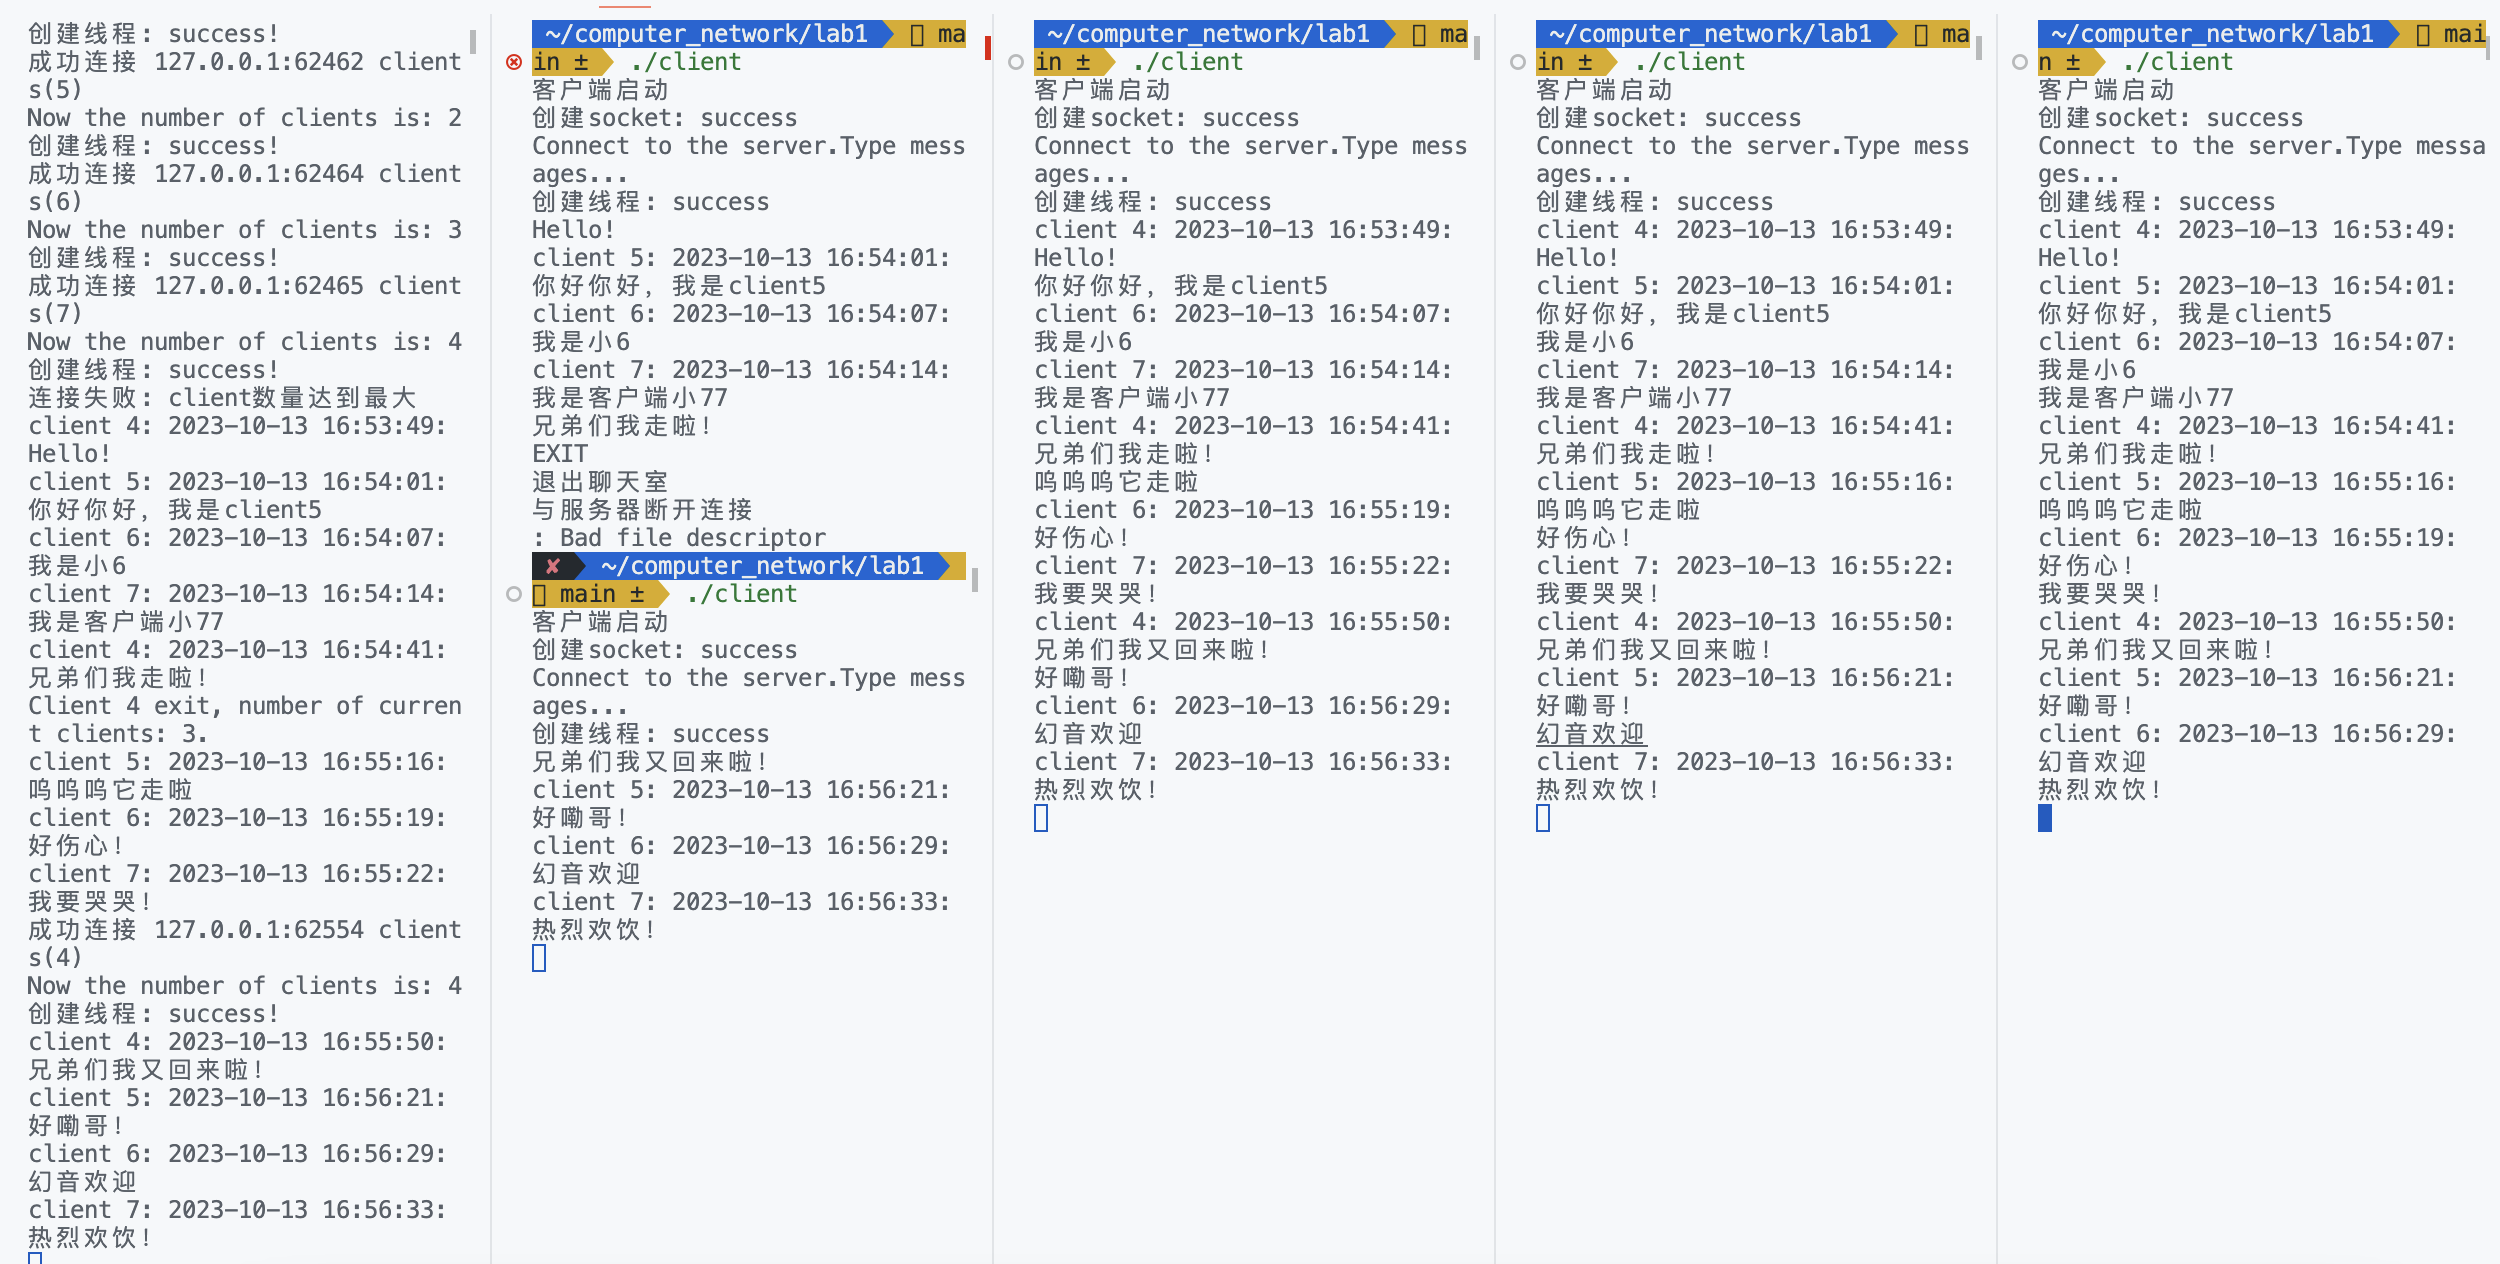 创建线程: success!
成功连接 127.0.0.1:62462 client
s(5)
Now the number of clients is: 2
创建线程: success!
成功连接 127.0.0.1:62464 client
s(6)
Now the number of clients is: 3
创建线程: success!
成功连接 127.0.0.1:62465 client
s(7)
Now the number of clients is: 4
创建线程: success!
连接失败: client数量达到最大
client 4: 2023-10-13 16:53:49:
Hello!
client 5: 2023-10-13 16:54:01:
你好你好，我是client5
client 6: 2023-10-13 16:54:07:
我是小6
client 7: 2023-10-13 16:54:14:
我是客户端小77
client 4: 2023-10-13 16:54:41:
兄弟们我走啦！
Client 4 exit, number of curren
t clients: 3.
client 5: 2023-10-13 16:55:16:
呜呜呜它走啦
client 6: 2023-10-13 16:55:19:
好伤心！
client 7: 2023-10-13 16:55:22:
我要哭哭！
成功连接 127.0.0.1:62554 client
s(4)
Now the number of clients is: 4
创建线程: success!
client 4: 2023-10-13 16:55:50:
兄弟们我又回来啦！
client 5: 2023-10-13 16:56:21:
好嘞哥！
client 6: 2023-10-13 16:56:29:
幻音欢迎
client 7: 2023-10-13 16:56:33:
热烈欢饮！
~/computer_network/lab1 ma
in ± ./client
客户端启动
创建socket: success
Connect to the server.Type mess
ages...
创建线程: success
Hello!
client 5: 2023-10-13 16:54:01:
你好你好，我是client5
client 6: 2023-10-13 16:54:07:
我是小6
client 7: 2023-10-13 16:54:14:
我是客户端小77
兄弟们我走啦！
EXIT
退出聊天室
与服务器断开连接
: Bad file descriptor
✘ ~/computer_network/lab1
main ± ./client
客户端启动
创建socket: success
Connect to the server.Type mess
ages...
创建线程: success
兄弟们我又回来啦！
client 5: 2023-10-13 16:56:21:
好嘞哥！
client 6: 2023-10-13 16:56:29:
幻音欢迎
client 7: 2023-10-13 16:56:33:
热烈欢饮！
~/computer_network/lab1 ma
in ± ./client
客户端启动
创建socket: success
Connect to the server.Type mess
ages...
创建线程: success
client 4: 2023-10-13 16:53:49:
Hello!
你好你好，我是client5
client 6: 2023-10-13 16:54:07:
我是小6
client 7: 2023-10-13 16:54:14:
我是客户端小77
client 4: 2023-10-13 16:54:41:
兄弟们我走啦！
呜呜呜它走啦
client 6: 2023-10-13 16:55:19:
好伤心！
client 7: 2023-10-13 16:55:22:
我要哭哭！
client 4: 2023-10-13 16:55:50:
兄弟们我又回来啦！
好嘞哥！
client 6: 2023-10-13 16:56:29:
幻音欢迎
client 7: 2023-10-13 16:56:33:
热烈欢饮！
~/computer_network/lab1 ma
in ± ./client
客户端启动
创建socket: success
Connect to the server.Type mess
ages...
创建线程: success
client 4: 2023-10-13 16:53:49:
Hello!
client 5: 2023-10-13 16:54:01:
你好你好，我是client5
我是小6
client 7: 2023-10-13 16:54:14:
我是客户端小77
client 4: 2023-10-13 16:54:41:
兄弟们我走啦！
client 5: 2023-10-13 16:55:16:
呜呜呜它走啦
好伤心！
client 7: 2023-10-13 16:55:22:
我要哭哭！
client 4: 2023-10-13 16:55:50:
兄弟们我又回来啦！
client 5: 2023-10-13 16:56:21:
好嘞哥！
幻音欢迎
client 7: 2023-10-13 16:56:33:
热烈欢饮！
~/computer_network/lab1 mai
n ± ./client
客户端启动
创建socket: success
Connect to the server.Type messa
ges...
创建线程: success
client 4: 2023-10-13 16:53:49:
Hello!
client 5: 2023-10-13 16:54:01:
你好你好，我是client5
client 6: 2023-10-13 16:54:07:
我是小6
我是客户端小77
client 4: 2023-10-13 16:54:41:
兄弟们我走啦！
client 5: 2023-10-13 16:55:16:
呜呜呜它走啦
client 6: 2023-10-13 16:55:19:
好伤心！
我要哭哭！
client 4: 2023-10-13 16:55:50:
兄弟们我又回来啦！
client 5: 2023-10-13 16:56:21:
好嘞哥！
client 6: 2023-10-13 16:56:29:
幻音欢迎
热烈欢饮！